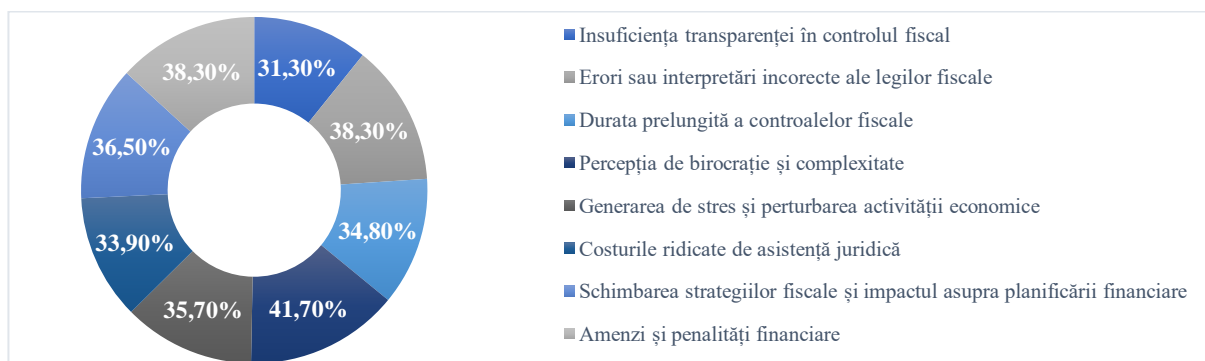 31,30%
38,30%
34,80%
41,70%
35,70%
33,90%
36,50%
38,30%
Insuficiența transparenței în controlul fiscal
Erori sau interpretări incorecte ale legilor fiscale
Durata prelungită a controalelor fiscale
Percepția de birocrație și complexitate
Generarea de stres și perturbarea activității economice
Costurile ridicate de asistență juridică
Schimbarea strategiilor fiscale și impactul asupra planificării financiare
Amenzi și penalități financiare